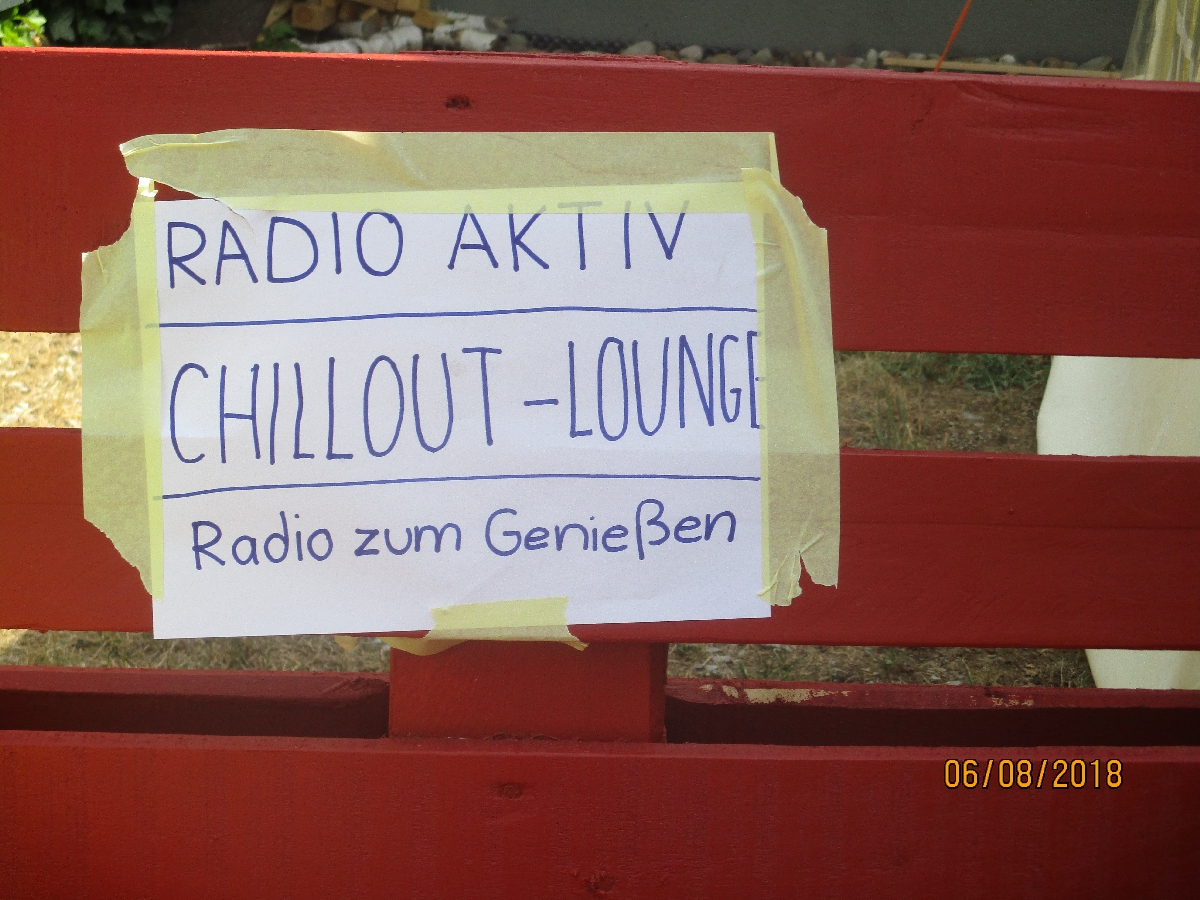 RADIO AKTIV
CHILLOUT-LOUNGE
Radio zum Genießen
06/08/2018